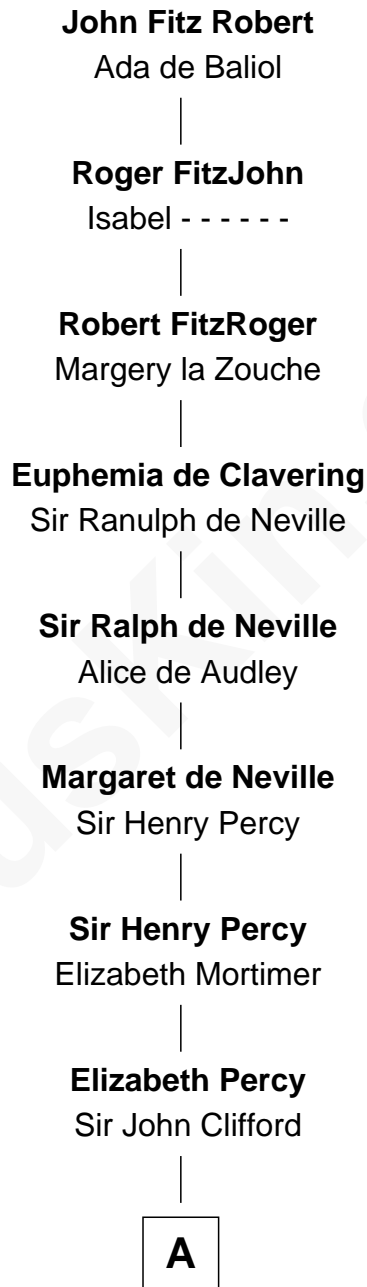 John Fitz Robert
Ada de Baliol
Roger FitzJohn
Isabel - - - - - -
Robert FitzRoger
Margery la Zouche
Euphemia de Clavering
Sir Ranulph de Neville
Sir Ralph de Neville
Alice de Audley
Margaret de Neville
Sir Henry Percy
Sir Henry Percy
Elizabeth Mortimer
Elizabeth Percy
Sir John Clifford
A